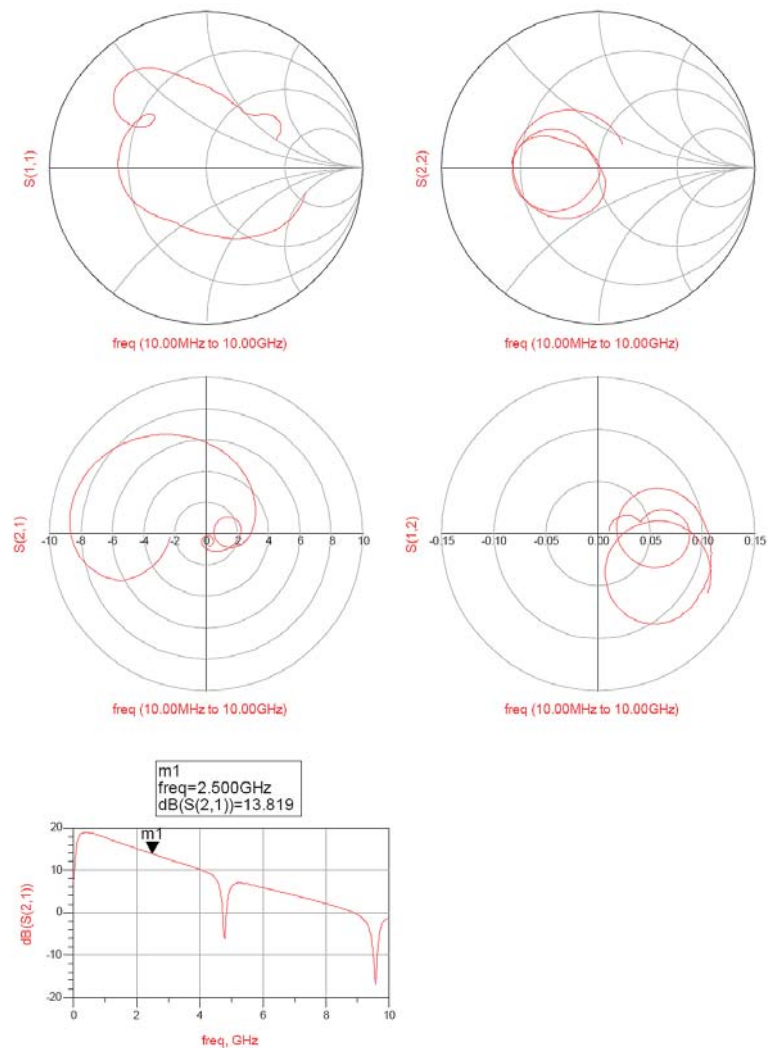 S(1,1)
freq (10.00MHz to 10.00GHz)
S(2,2)
freq (10.00MHz to 10.00GHz)
S(2,1)
-10 -8 -6 -4 -2 0 2 4 6 8 10
freq (10.00MHz to 10.00GHz)
S(1,2)
-0.15 -0.10 -0.05 0.00 0.05 0.10 0.15
freq (10.00MHz to 10.00GHz)
m1
freq=2.500GHz
dB(S(2,1))=13.819
m1
dB(S(2,1))
20
10
0
-10
-20
0 2 4 6 8 10
freq, GHz